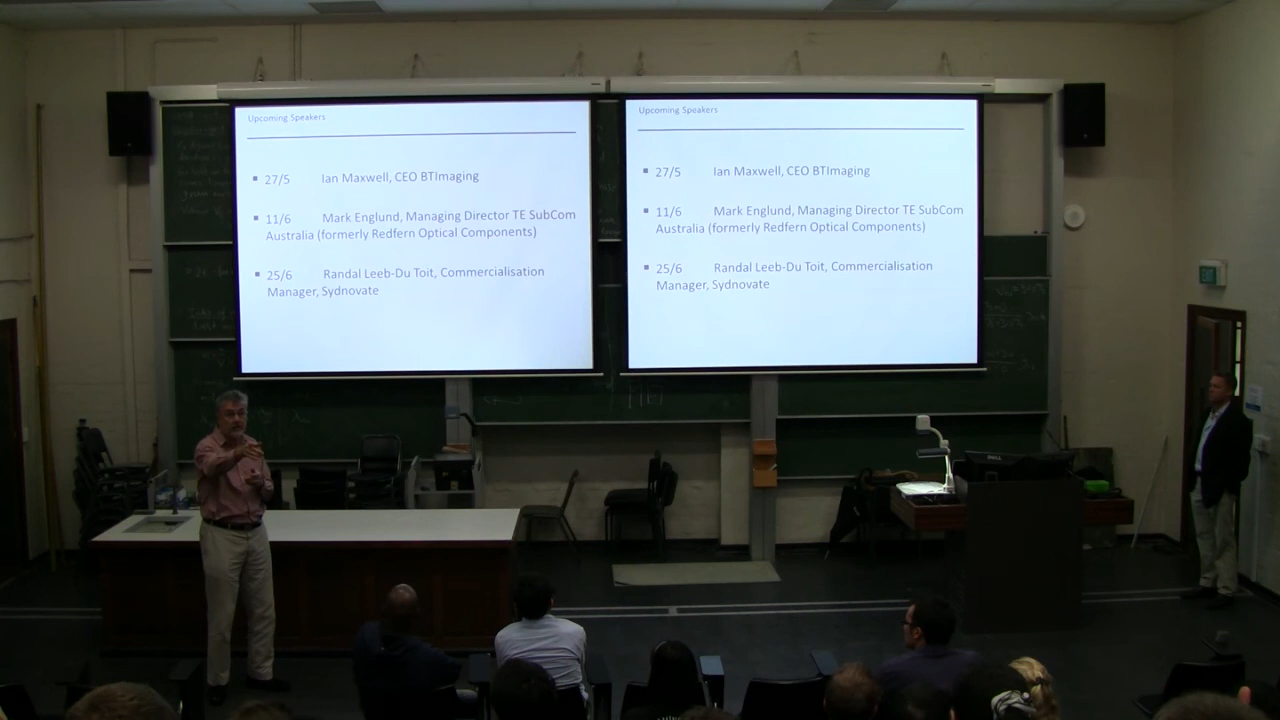 Upcoming Speakers
▪ 27/5 Ian Maxwell, CEO BTImaging
▪ 11/6 Mark Englund, Managing Director TE SubCom
Australia (formerly Redfern Optical Components)
▪ 25/6 Randal Leeb-Du Toit, Commercialisation
Manager, Sydnovate
Upcoming Speakers
▪ 27/5 Ian Maxwell, CEO BTImaging
▪ 11/6 Mark Englund, Managing Director TE SubCom
Australia (formerly Redfern Optical Components)
▪ 25/6 Randal Leeb-Du Toit, Commercialisation
Manager, Sydnovate
DELL